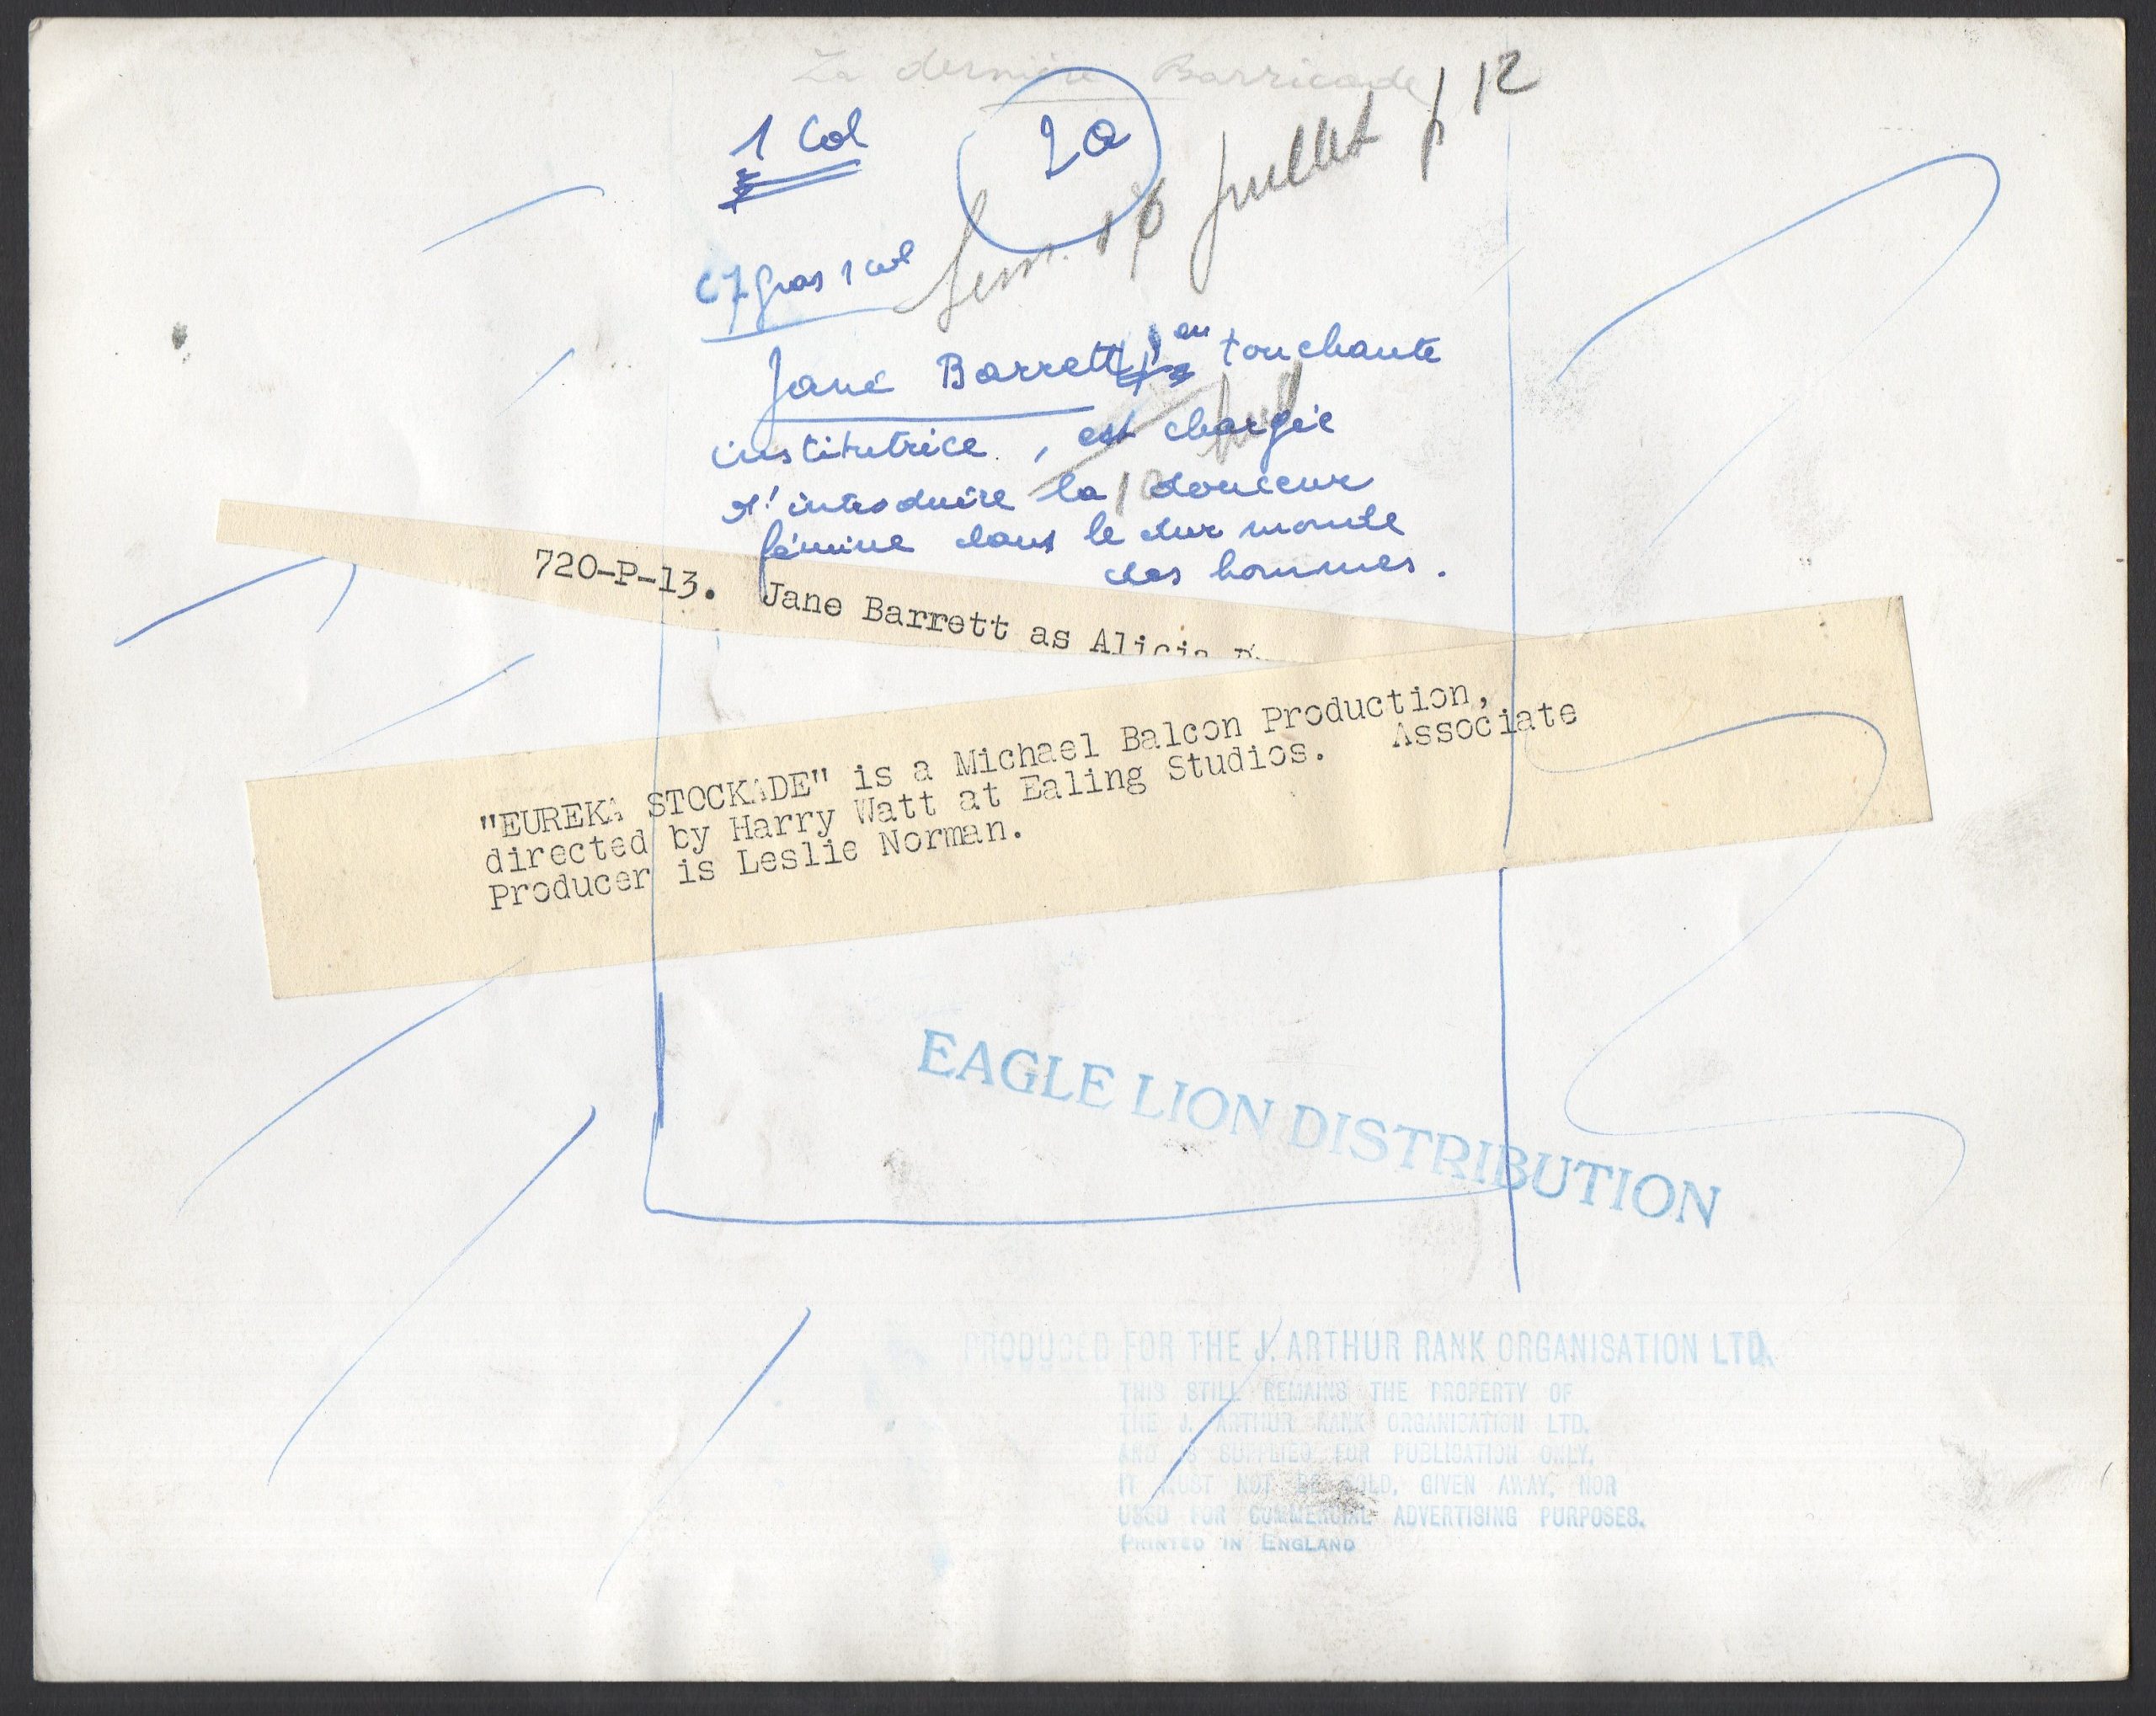 La dernière Barricade
1 Col
20
Sem. 16 juillet p 12
C7 gras 1 col
Jane Barrett, en touchante
institutrice, est chargée
d'introduire la douceur
fémine dans le dur monde
des hommes.
720-P-13. Jane Barrett as Alicia
"EUREKA STOCKADE" is a Michael Balcon Production,
directed by Harry Watt at Ealing Studios. Associate
Producer is Leslie Norman.
EAGLE LION DISTRIBUTION
PRODUCED FOR THE J. ARTHUR RANK ORGANISATION LTD.
THIS STILL REMAINS THE PROPERTY OF
THE J. ARTHUR RANK ORGANISATION LTD.
AND IS SUPPLIED FOR PUBLICATION ONLY.
IT MUST NOT BE SOLD, GIVEN AWAY, NOR
USED FOR COMMERCIAL ADVERTISING PURPOSES.
PRINTED IN ENGLAND